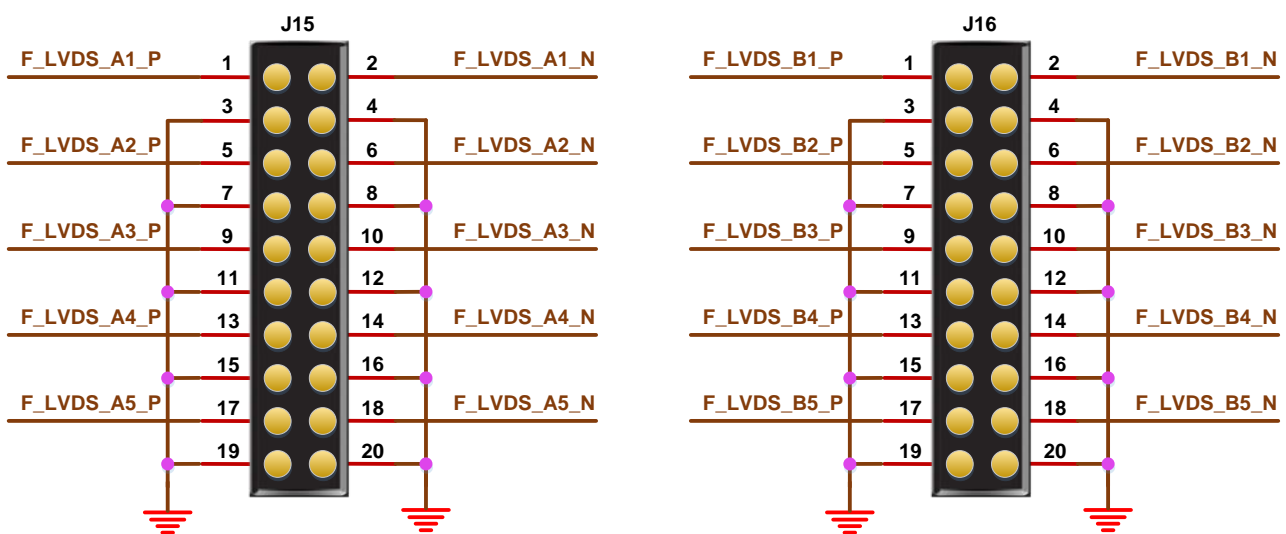 J15
F_LVDS_A1_P 1 2 F_LVDS_A1_N
3 4
F_LVDS_A2_P 5 6 F_LVDS_A2_N
7 8
F_LVDS_A3_P 9 10 F_LVDS_A3_N
11 12
F_LVDS_A4_P 13 14 F_LVDS_A4_N
15 16
F_LVDS_A5_P 17 18 F_LVDS_A5_N
19 20
J16
F_LVDS_B1_P 1 2 F_LVDS_B1_N
3 4
F_LVDS_B2_P 5 6 F_LVDS_B2_N
7 8
F_LVDS_B3_P 9 10 F_LVDS_B3_N
11 12
F_LVDS_B4_P 13 14 F_LVDS_B4_N
15 16
F_LVDS_B5_P 17 18 F_LVDS_B5_N
19 20